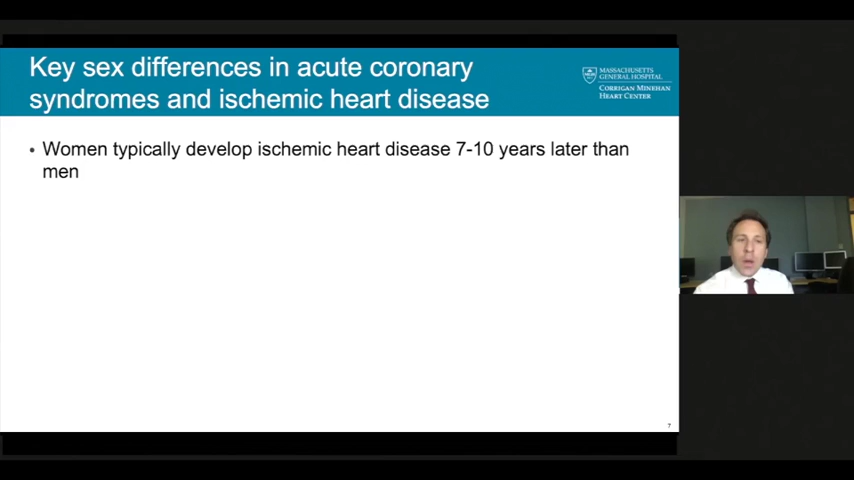 Key sex differences in acute coronary
syndromes and ischemic heart disease
MASSACHUSETTS
GENERAL HOSPITAL
CORRIGAN MINEHAN
HEART CENTER
• Women typically develop ischemic heart disease 7-10 years later than
men
7